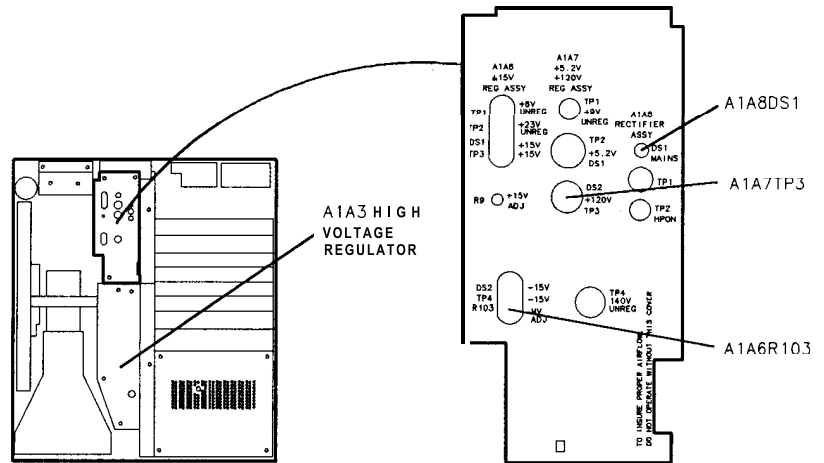 A1A3 HIGH
VOLTAGE
REGULATOR
A1A6
±15V
REG ASSY
A1A7
+5.2V
+120V
REG ASSY
TP1
TP2
DS1
TP3
+8V
UNREG
+23V
UNREG
+15V
+15V
TP1
+9V
UNREG
TP2
+5.2V
DS1
A1A8
RECTIFIER
ASSY
DS1
MAINS
TP1
TP2
HPON
R9
+15V
ADJ
DS2
+120V
TP3
DS2
TP4
R103
-15V
-15V
HV
ADJ
TP4
140V
UNREG
TO INSURE PROPER AIRFLOW
DO NOT OPERATE WITHOUT THIS COVER
A1A8DS1
A1A7TP3
A1A6R103